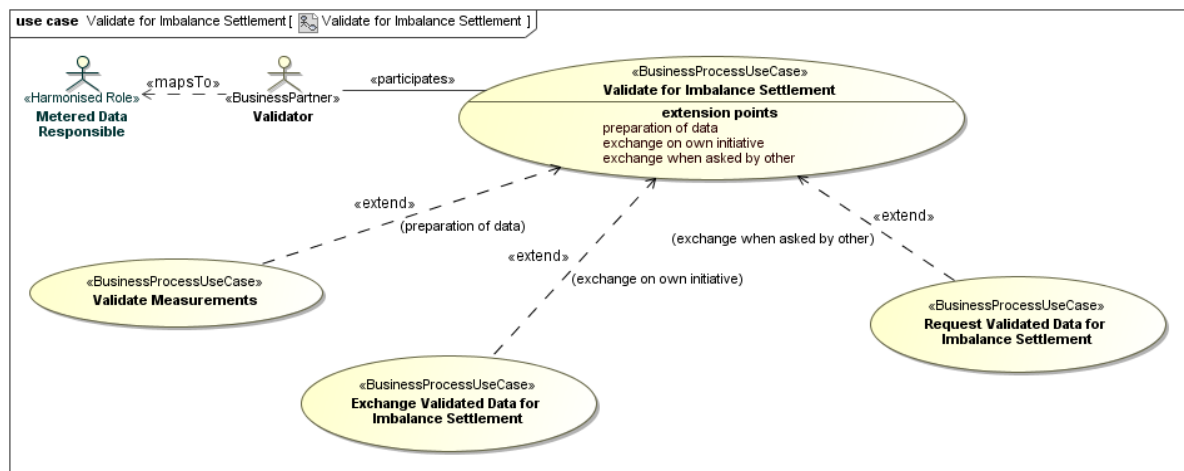 use case Validate for Imbalance Settlement [ Validate for Imbalance Settlement ]
«Harmonised Role»
Metered Data
Responsible
«mapsTo»
«BusinessPartner»
Validator
«participates»
«BusinessProcessUseCase»
Validate for Imbalance Settlement
extension points
preparation of data
exchange on own initiative
exchange when asked by other
«extend»
(preparation of data)
«extend»
(exchange on own initiative)
«extend»
(exchange when asked by other)
«BusinessProcessUseCase»
Validate Measurements
«BusinessProcessUseCase»
Exchange Validated Data for
Imbalance Settlement
«BusinessProcessUseCase»
Request Validated Data for
Imbalance Settlement